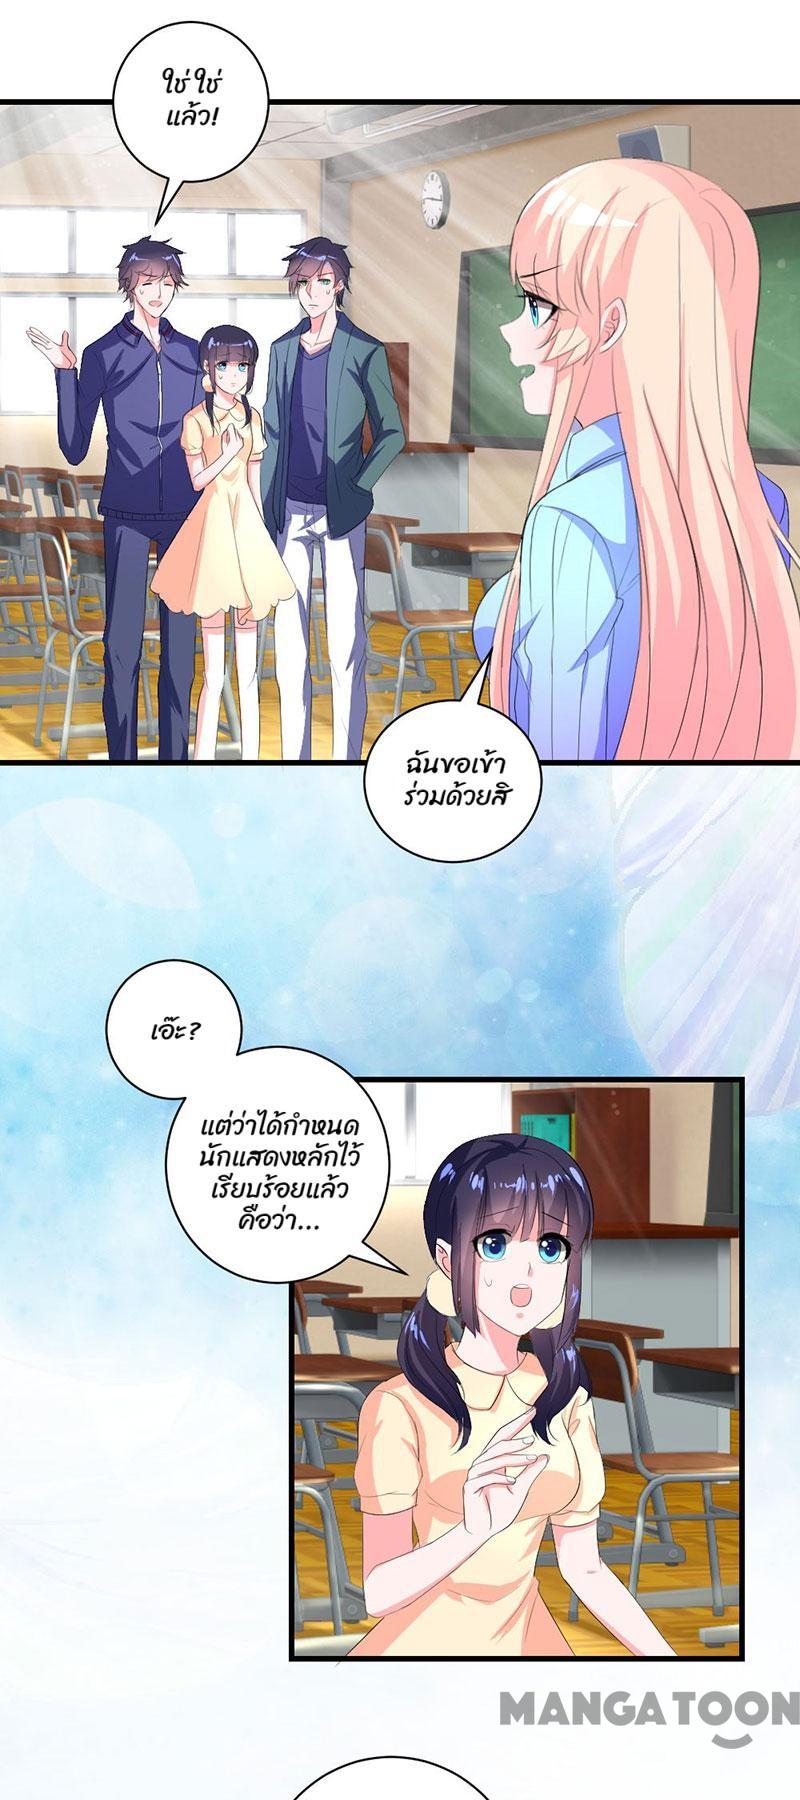 ใช่ ใช่
แล้ว!
ฉันขอเข้า
ร่วมด้วยสิ
เอ๊ะ?
แต่ว่าได้กำหนด
นักแสดงหลักไว้
เรียบร้อยแล้ว
คือว่า...
MANGATOON